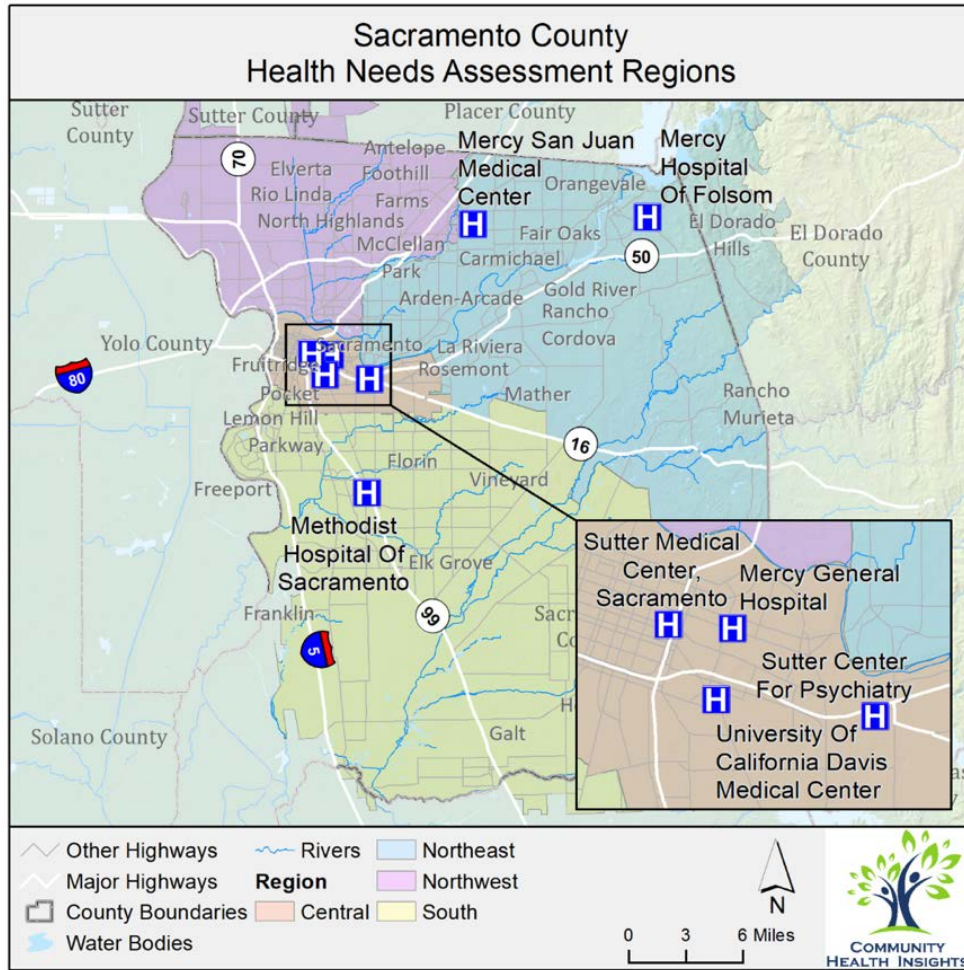 Sacramento County
Health Needs Assessment Regions
Sutter
County
Sutter County
Placer County
70
Antelope
Elverta
Foothill
Rio Linda
Farms
North Highlands
McClellan
Park
Mercy San Juan
Medical
Center
Mercy
Hospital
Of Folsom
Orangevale
Fair Oaks
Carmichael
50
El Dorado
Hills
El Dorado
County
Arden-Arcade
Gold River
Rancho
Cordova
Yolo County
80
Sacramento
La Riviera
Fruitridge
Rosemont
Pocket
Mather
Rancho
Murieta
Lemon Hill
Parkway
16
Florin
Freeport
Vineyard
Methodist
Hospital Of
Sacramento
Elk Grove
Franklin
99
5
Galt
Solano County
Sutter Medical
Center,
Sacramento
Mercy General
Hospital
Sutter Center
For Psychiatry
University Of
California Davis
Medical Center
H
H
H
H
H
H
H
H
H
H
H
Other Highways
Major Highways
County Boundaries
Water Bodies
Rivers
Region
Central
Northeast
Northwest
South
N
0 3 6 Miles
COMMUNITY
HEALTH INSIGHTS